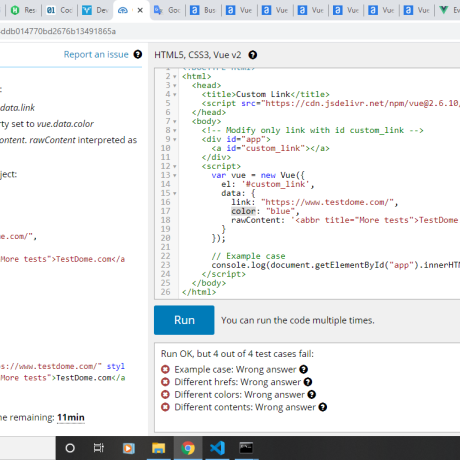 Res
Coc
Dev
Goo
Bus
Vue
Vue
Vue
Vue
Vue
Vue
Ev
ddb014770bd2676b13491865a
Report an issue
HTML5, CSS3, Vue v2
:
data.link
rty set to vue.data.color
ontent. rawContent interpreted as
ject:
e.com/",
More tests">TestDome.com</a
s://www.testdome.com/" styl
More tests">TestDome.com</a
me remaining: 11min
1 <!DOCTYPE html>
2 <html>
3 <head>
4 <title>Custom Link</title>
5 <script src="https://cdn.jsdelivr.net/npm/vue@2.6.10,
6 </head>
7 <body>
8 <!-- Modify only link with id custom_link -->
9 <div id="app">
10 <a id="custom_link"></a>
11 </div>
12 <script>
13 var vue = new Vue({
14 el: '#custom_link',
15 data: {
16 link: "https://www.testdome.com/",
17 color: "blue",
18 rawContent: '<abbr title="More tests">TestDome
19 }
20 });
21
22 // Example case
23 console.log(document.getElementById("app").innerHTM
24 </script>
25 </body>
26 </html>
Run
You can run the code multiple times.
Run OK, but 4 out of 4 test cases fail:
Example case: Wrong answer
Different hrefs: Wrong answer
Different colors: Wrong answer
Different contents: Wrong answer